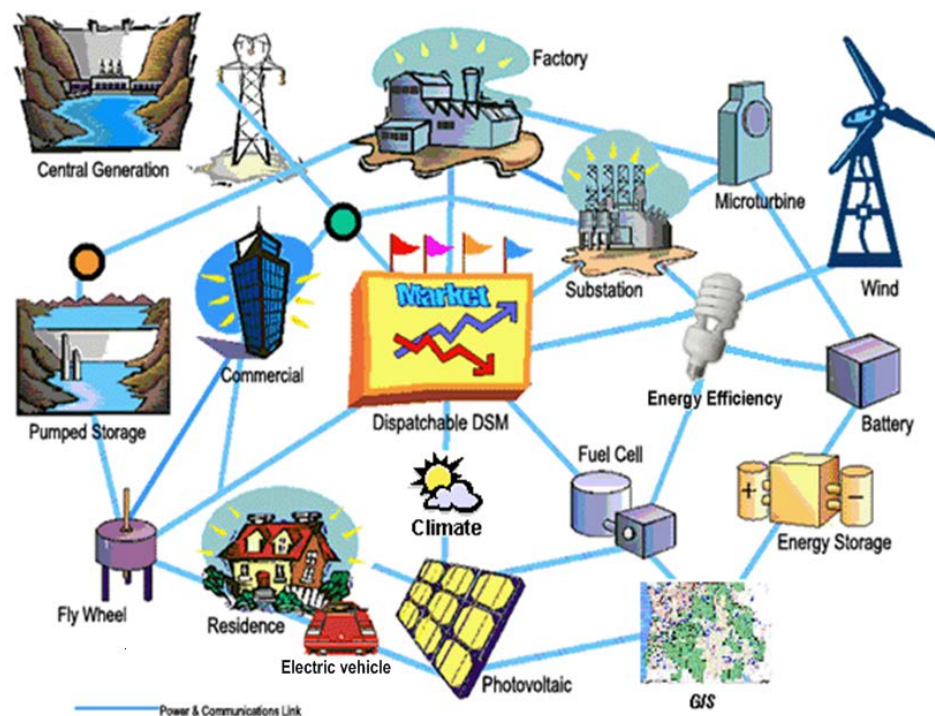 Factory
Central Generation
Microturbine
Market
Substation
Wind
Commercial
Energy Efficiency
Pumped Storage
Dispatchable DSM
Battery
Fuel Cell
Climate
+
−
Energy Storage
Fly Wheel
Residence
Electric vehicle
Photovoltaic
GIS
Power & Communications Link